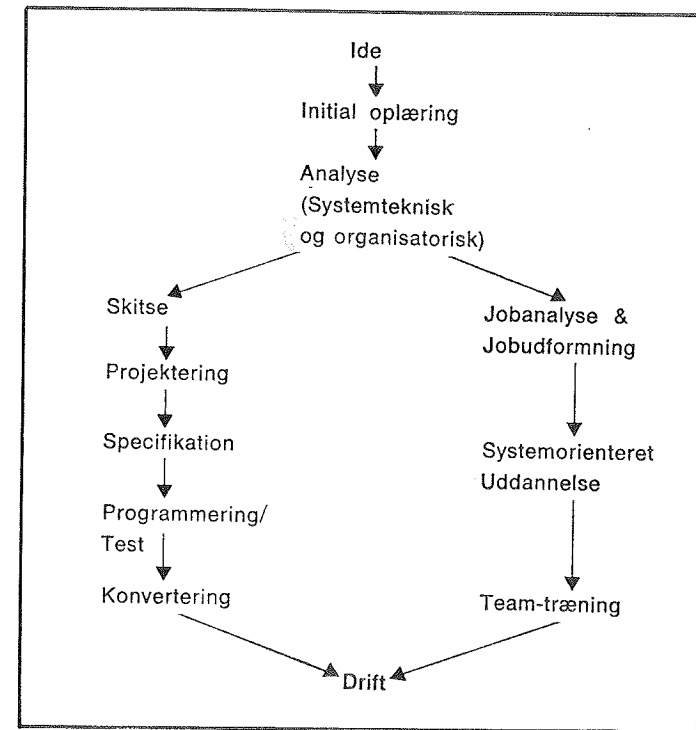 Ide
Initial oplæring
Analyse
(Systemteknisk
og organisatorisk)
Skitse
Projektering
Specifikation
Programmering/
Test
Konvertering
Jobanalyse &
Jobudformning
Systemorienteret
Uddannelse
Team-træning
Drift